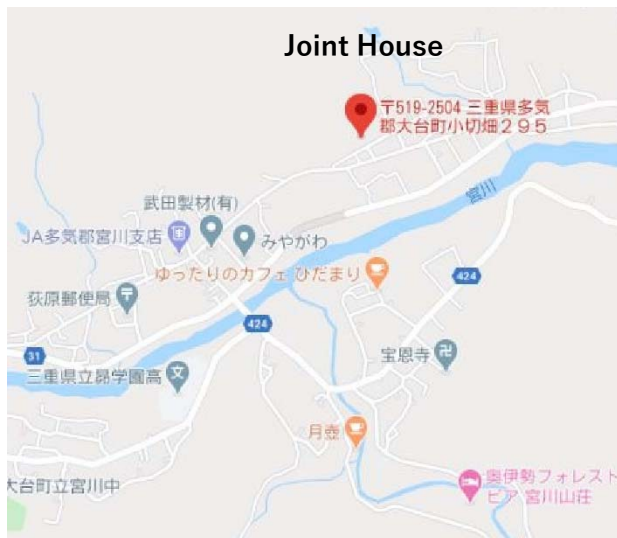 Joint House
〒519-2504 三重県多気
郡大台町小切畑２９５
宮川
武田製材(有)
JA多気郡宮川支店
みやがわ
ゆったりのカフェ ひだまり
424
荻原郵便局
424
宝恩寺
31
三重県立昴学園高
月壺
大台町立宮川中
奥伊勢フォレスト
ピア 宮川山荘